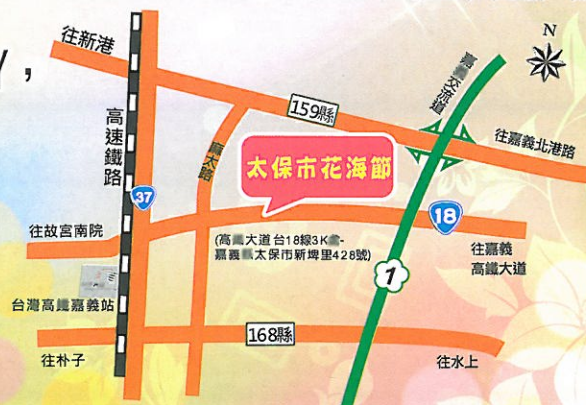 往新港
N
嘉義交流道
高速鐵路
159縣
往嘉義北港路
太路
太保市花海節
37
18
往故宮南院
(高 大道台18線3K -
嘉義 太保市新埤里428號)
往嘉義
高鐵大道
1
台灣高鐵嘉義站
168縣
往朴子
往水上